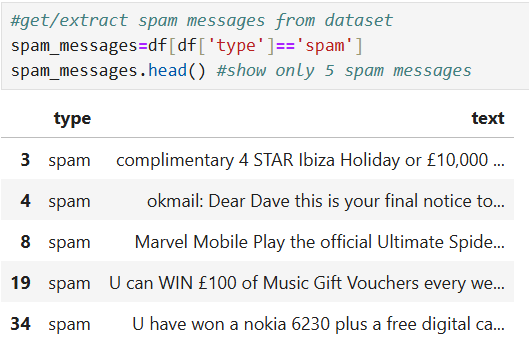 #get/extract spam messages from dataset
spam_messages=df[df['type']=='spam']
spam_messages.head() #show only 5 spam messages
type text
3 spam complimentary 4 STAR Ibiza Holiday or £10,000 ...
4 spam okmail: Dear Dave this is your final notice to...
8 spam Marvel Mobile Play the official Ultimate Spide...
19 spam U can WIN £100 of Music Gift Vouchers every we...
34 spam U have won a nokia 6230 plus a free digital ca...